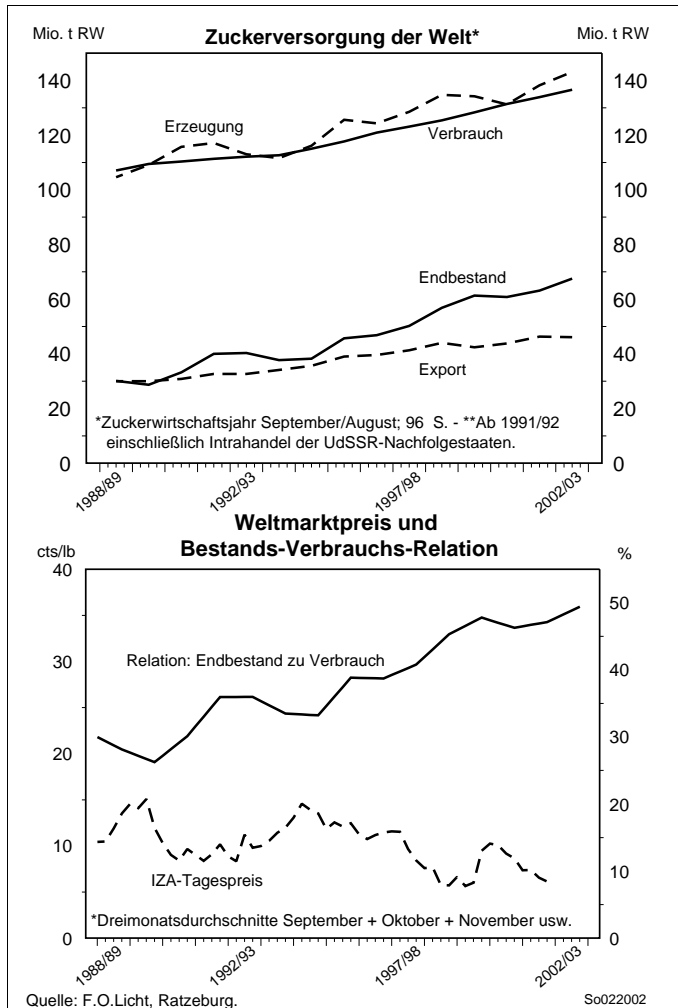 Mio. t RW
Zuckerversorgung der Welt*
Mio. t RW
140
120
100
80
60
40
20
0
140
120
100
80
60
40
20
0
Erzeugung
Verbrauch
Endbestand
Export
*Zuckerwirtschaftsjahr September/August; 96 S. - **Ab 1991/92
einschließlich Intrahandel der UdSSR-Nachfolgestaaten.
1988/89
1992/93
1997/98
2002/03
Weltmarktpreis und
Bestands-Verbrauchs-Relation
cts/lb
%
40
30
20
10
0
50
40
30
20
10
0
Relation: Endbestand zu Verbrauch
IZA-Tagespreis
*Dreimonatsdurchschnitte September + Oktober + November usw.
1988/89
1992/93
1997/98
2002/03
Quelle: F.O.Licht, Ratzeburg.
So022002